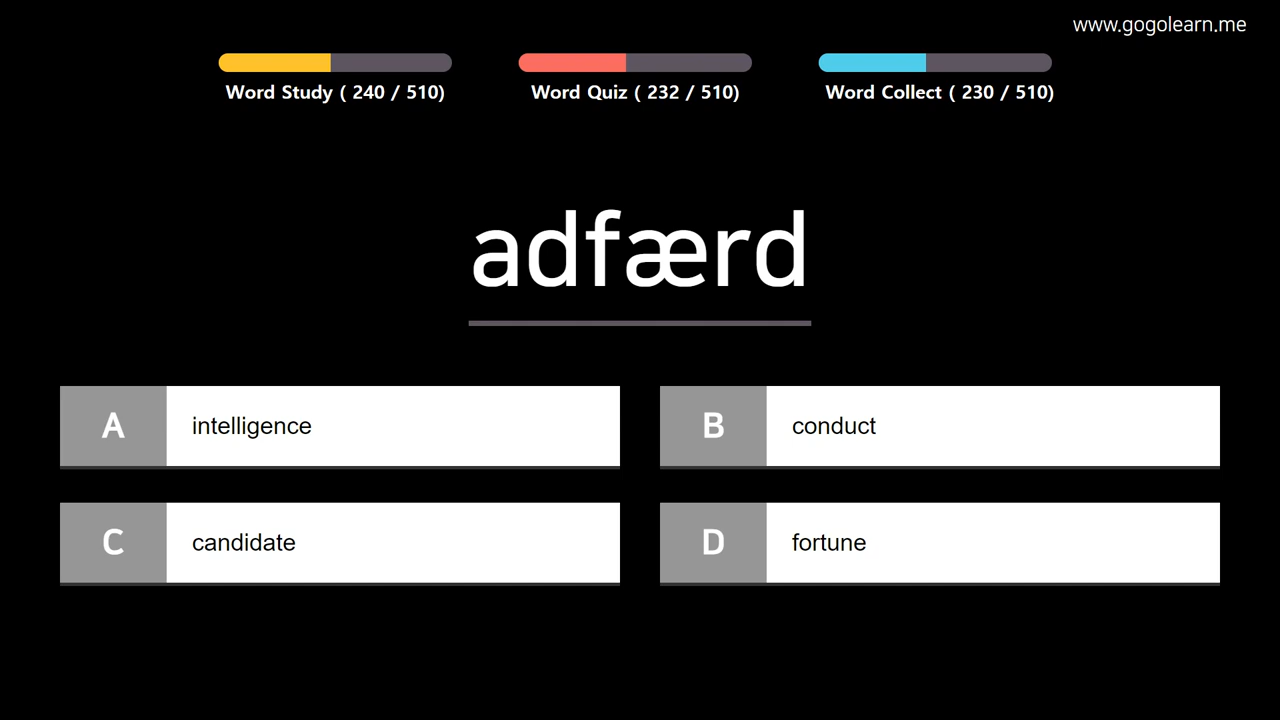 www.gogolearn.me
Word Study ( 240 / 510)
Word Quiz ( 232 / 510)
Word Collect ( 230 / 510)
adfærd
A intelligence
B conduct
C candidate
D fortune